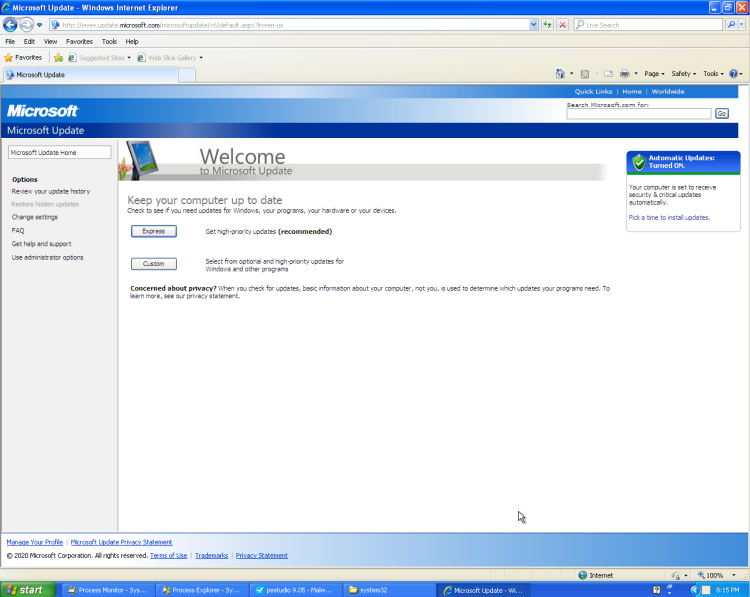 Microsoft Update - Windows Internet Explorer
http://www.update.microsoft.com/microsoftupdate/v6/default.aspx?ln=en-us
Live Search
File Edit View Favorites Tools Help
Favorites Suggested Sites Web Slice Gallery
Microsoft Update
Page Safety Tools
Quick Links | Home | Worldwide
Microsoft
Search Microsoft.com for:
Go
Microsoft Update
Microsoft Update Home
Options
Review your update history
Restore hidden updates
Change settings
FAQ
Get help and support
Use administrator options
Welcome
to Microsoft Update
Keep your computer up to date
Check to see if you need updates for Windows, your programs, your hardware or your devices.
Express
Get high-priority updates (recommended)
Custom
Select from optional and high-priority updates for
Windows and other programs
Concerned about privacy? When you check for updates, basic information about your computer, not you, is used to determine which updates your programs need. To
learn more, see our privacy statement.
Automatic Updates:
Turned ON.
Your computer is set to receive
security & critical updates
automatically.
Pick a time to install updates.
Manage Your Profile | Microsoft Update Privacy Statement
© 2020 Microsoft Corporation. All rights reserved. Terms of Use | Trademarks | Privacy Statement
Internet
100%
start
Process Monitor - Sys...
Process Explorer - Sy...
pestudio 9.05 - Malw...
system32
Microsoft Update - Wi...
8:15 PM